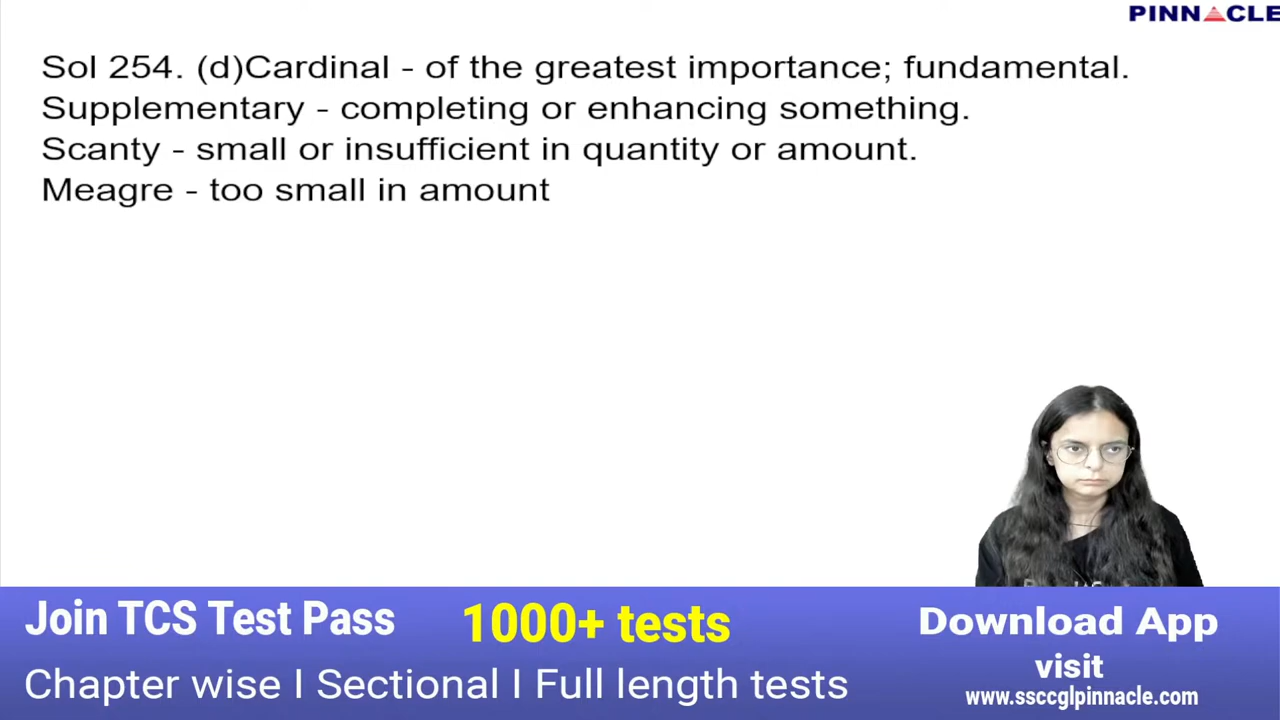 PINNACLE
Sol 254. (d)Cardinal - of the greatest importance; fundamental.
Supplementary - completing or enhancing something.
Scanty - small or insufficient in quantity or amount.
Meagre - too small in amount
Join TCS Test Pass
1000+ tests
Chapter wise I Sectional I Full length tests
Download App
visit
www.ssccglpinnacle.com